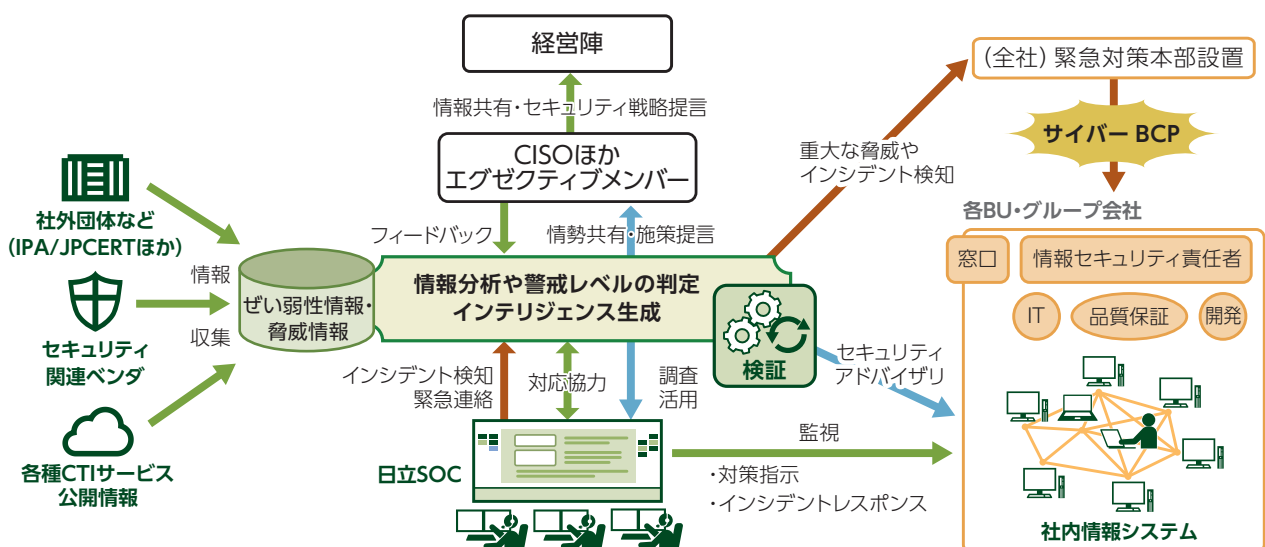 経営陣
(全社)緊急対策本部設置
情報共有・セキュリティ戦略提言
サイバー BCP
CISOほか
エグゼクティブメンバー
重大な脅威や
インシデント検知
社外団体など
(IPA/JPCERTほか)
各BU・グループ会社
フィードバック
情勢共有・施策提言
窓口
情報セキュリティ責任者
情報
収集
ぜい弱性情報・
脅威情報
情報分析や警戒レベルの判定
インテリジェンス生成
IT
品質保証
開発
セキュリティ
関連ベンダ
検証
セキュリティ
アドバイザリ
インシデント検知
緊急連絡
対応協力
調査
活用
各種CTIサービス
公開情報
日立SOC
監視
・対策指示
・インシデントレスポンス
社内情報システム